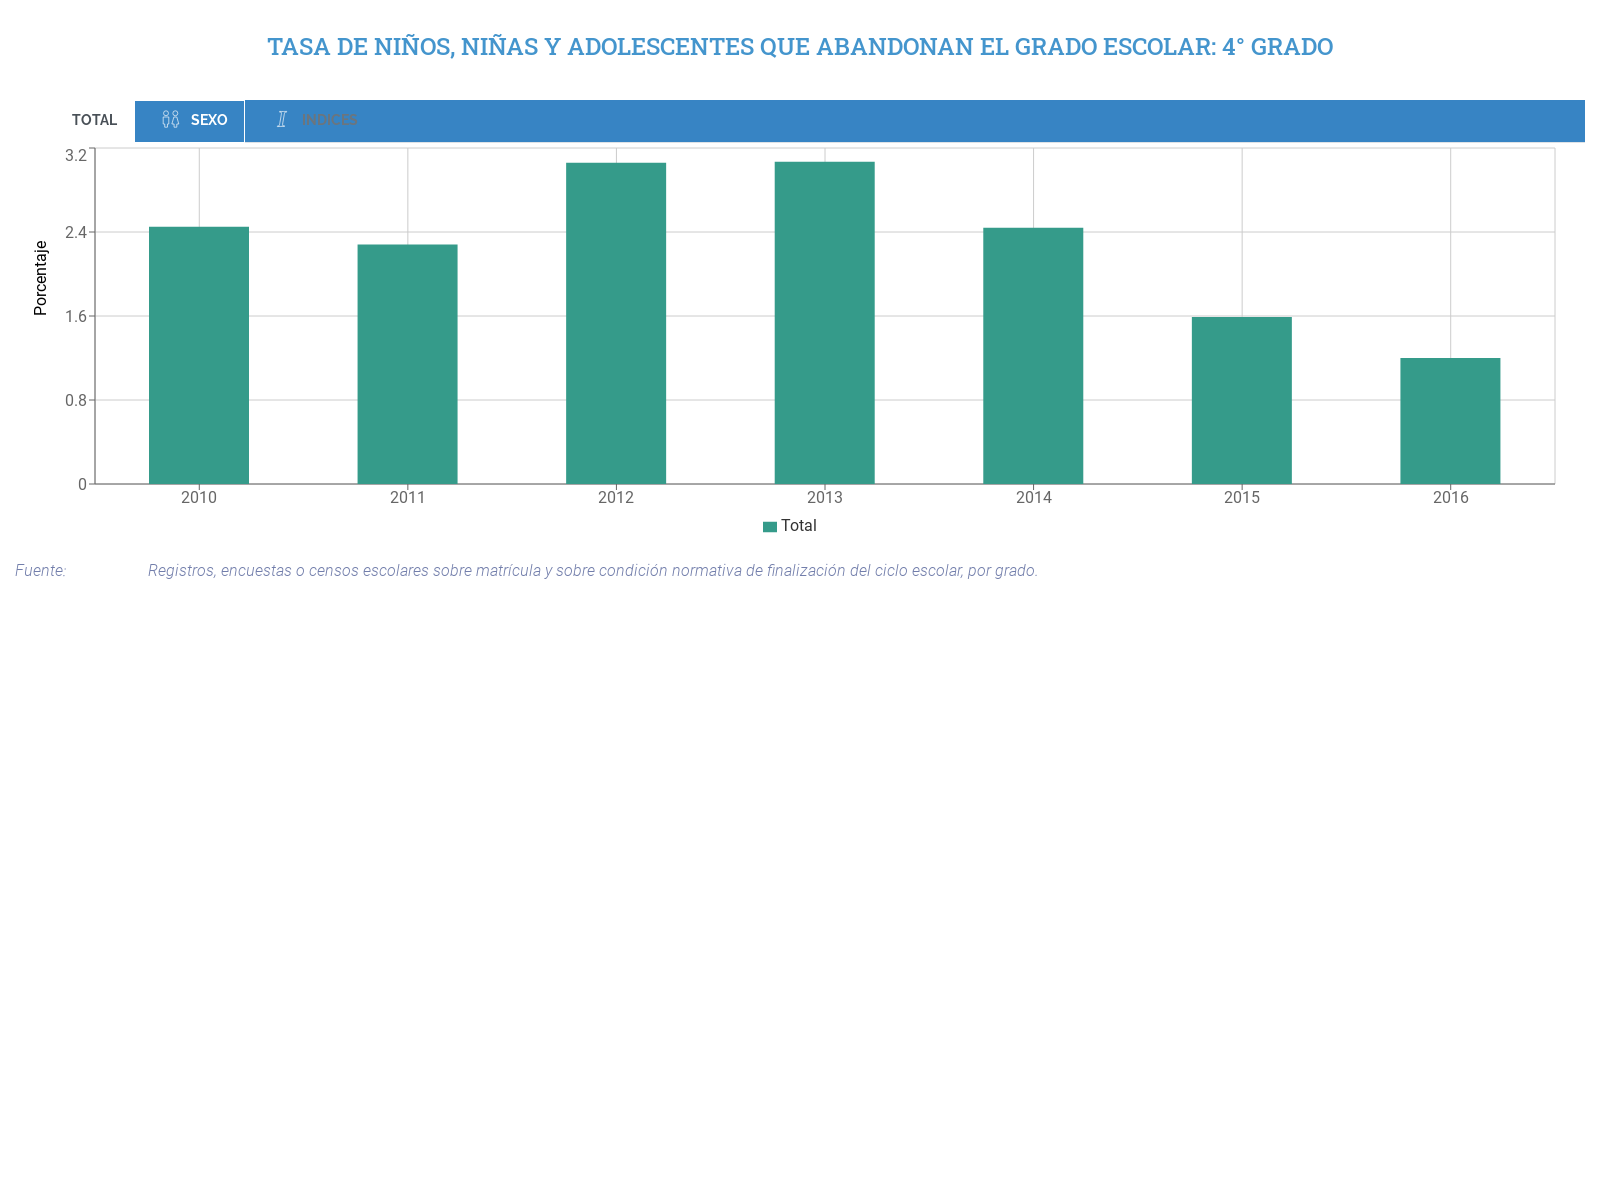 TASA DE NIÑOS, NIÑAS Y ADOLESCENTES QUE ABANDONAN EL GRADO ESCOLAR: 4° GRADO
TOTAL SEXO INDICES
3.2
2.4
1.6
0.8
0
Porcentaje
2010 2011 2012 2013 2014 2015 2016
Total
Fuente: Registros, encuestas o censos escolares sobre matrícula y sobre condición normativa de finalización del ciclo escolar, por grado.